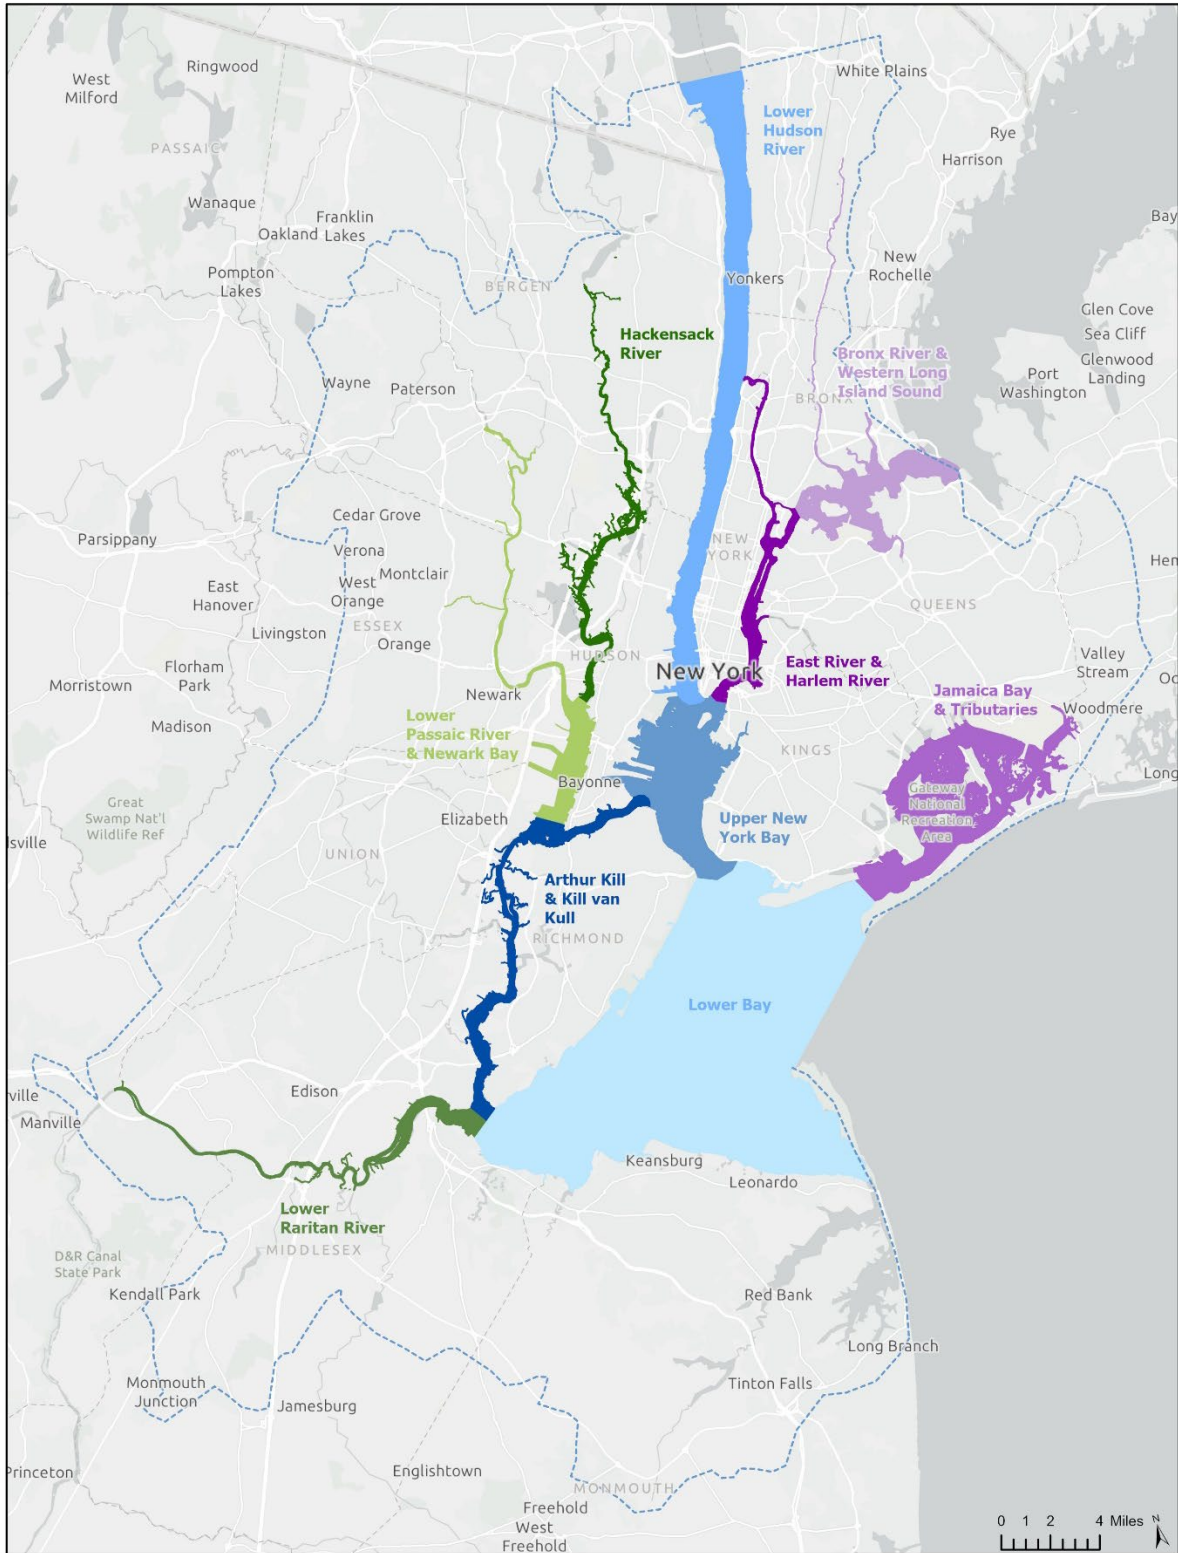 West
Milford
Ringwood
White Plains
Lower
Hudson
River
Rye
Harrison
PASSAIC
Wanaque
Franklin
Lakes
Oakland
Bay
New
Rochelle
Pompton
Lakes
Yonkers
BERGEN
Glen Cove
Sea Cliff
Glenwood
Landing
Hackensack
River
Bronx River &
Western Long
Island Sound
Port
Washington
Wayne
Paterson
BRONX
Cedar Grove
Parsippany
Verona
NEW
YORK
Hen
Montclair
West
Orange
East
Hanover
QUEENS
ESSEX
Livingston
Orange
HUDSON
Valley
Stream
Florham
Park
New York
East River &
Harlem River
Oc
Morristown
Newark
Jamaica Bay
& Tributaries
Woodmere
Madison
Lower
Passaic River
& Newark Bay
KINGS
Long
Bayonne
Gateway
National
Recreation
Area
Great
Swamp Nat'l
Wildlife Ref
Elizabeth
Upper New
York Bay
lsville
UNION
Arthur Kill
& Kill van
Kull
RICHMOND
Lower Bay
Edison
ville
Manville
Keansburg
Leonardo
Lower
Raritan River
MIDDLESEX
D&R Canal
State Park
Kendall Park
Red Bank
Long Branch
Monmouth
Junction
Tinton Falls
Jamesburg
Princeton
Englishtown
MONMOUTH
Freehold
West
Freehold
0 1 2 4 Miles
N